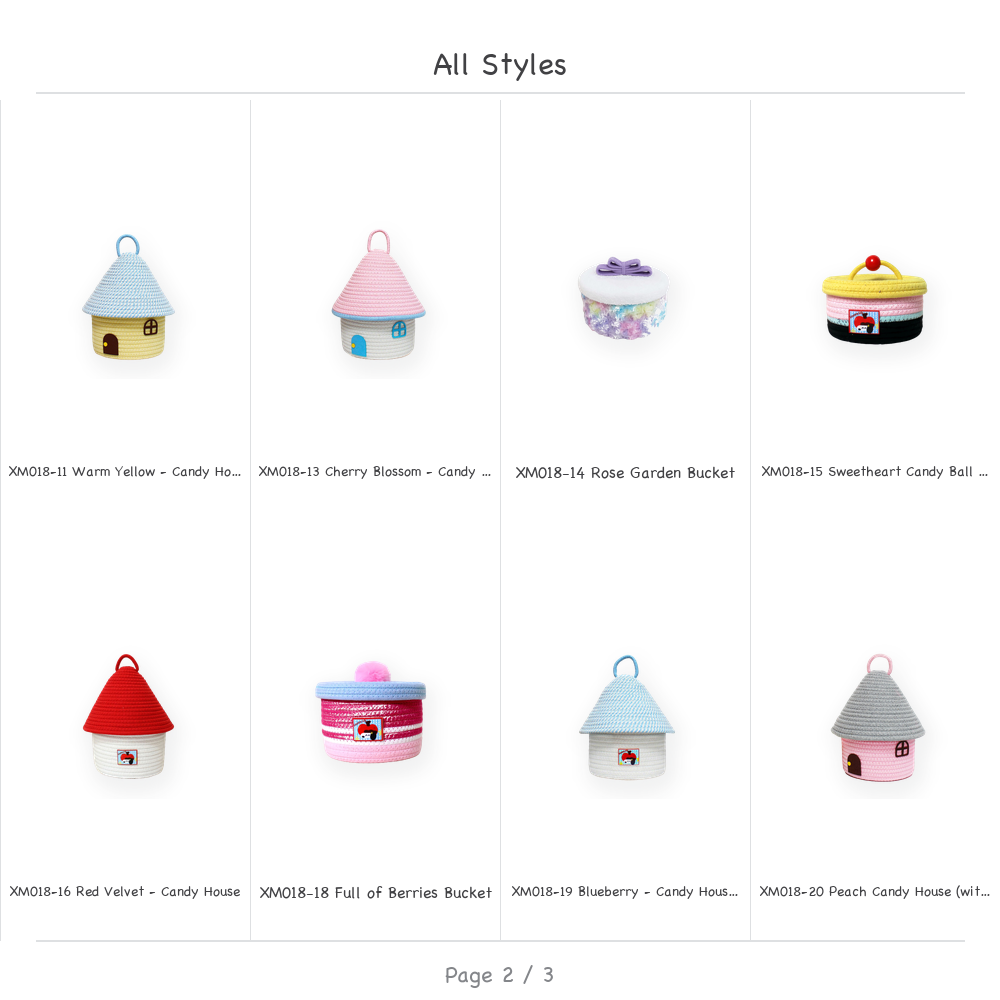 All Styles
XM018-11 Warm Yellow - Candy Ho...
XM018-13 Cherry Blossom - Candy ...
XM018-14 Rose Garden Bucket
XM018-15 Sweetheart Candy Ball ...
XM018-16 Red Velvet - Candy House
XM018-18 Full of Berries Bucket
XM018-19 Blueberry - Candy Hous...
XM018-20 Peach Candy House (wit...
Page 2 / 3